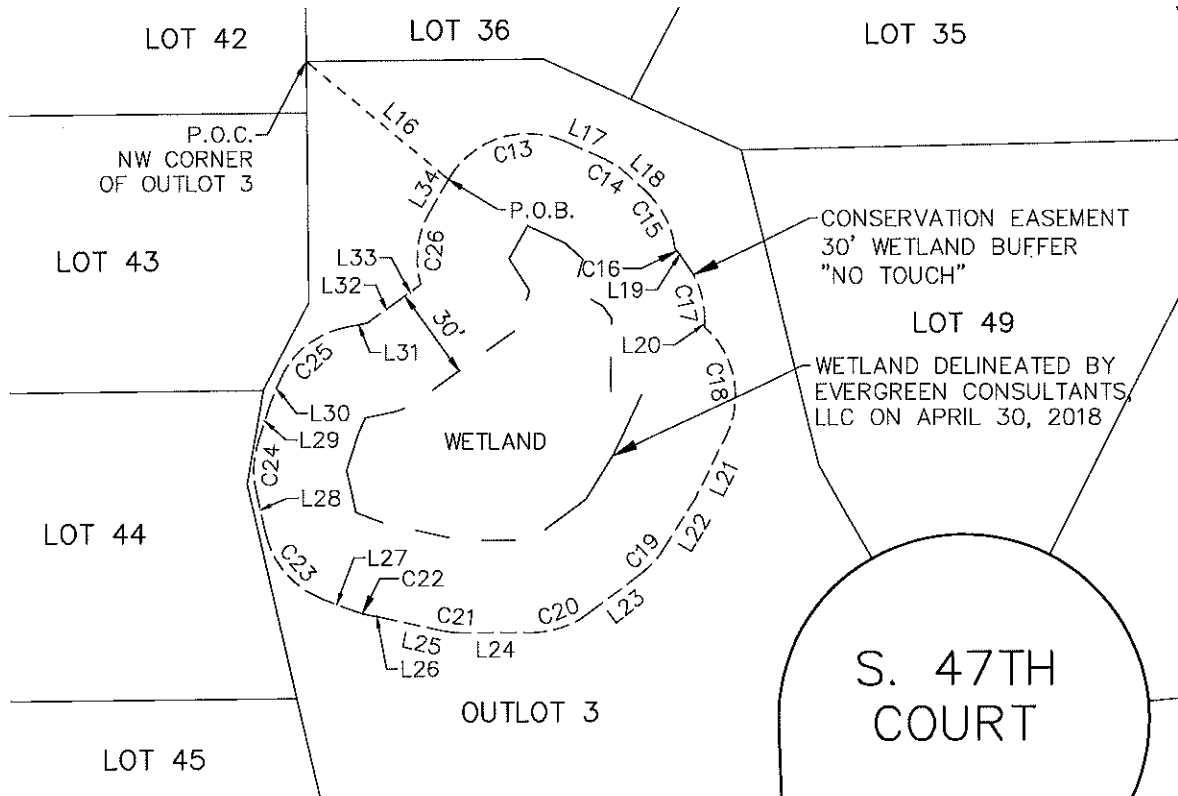 LOT 42
LOT 36
LOT 35
L16
P.O.C.
NW CORNER
OF OUTLOT 3
C13
L17
C14
L18
C15
L34
P.O.B.
C26
C16
L19
CONSERVATION EASEMENT
30' WETLAND BUFFER
"NO TOUCH"
LOT 43
L33
L32
30'
C17
LOT 49
L31
L20
C25
C18
WETLAND DELINEATED BY
EVERGREEN CONSULTANTS,
LLC ON APRIL 30, 2018
L30
L29
WETLAND
C24
L28
L21
LOT 44
L22
C23
L27
C22
C19
L23
C21
C20
L25
L24
L26
OUTLOT 3
S. 47TH
COURT
LOT 45